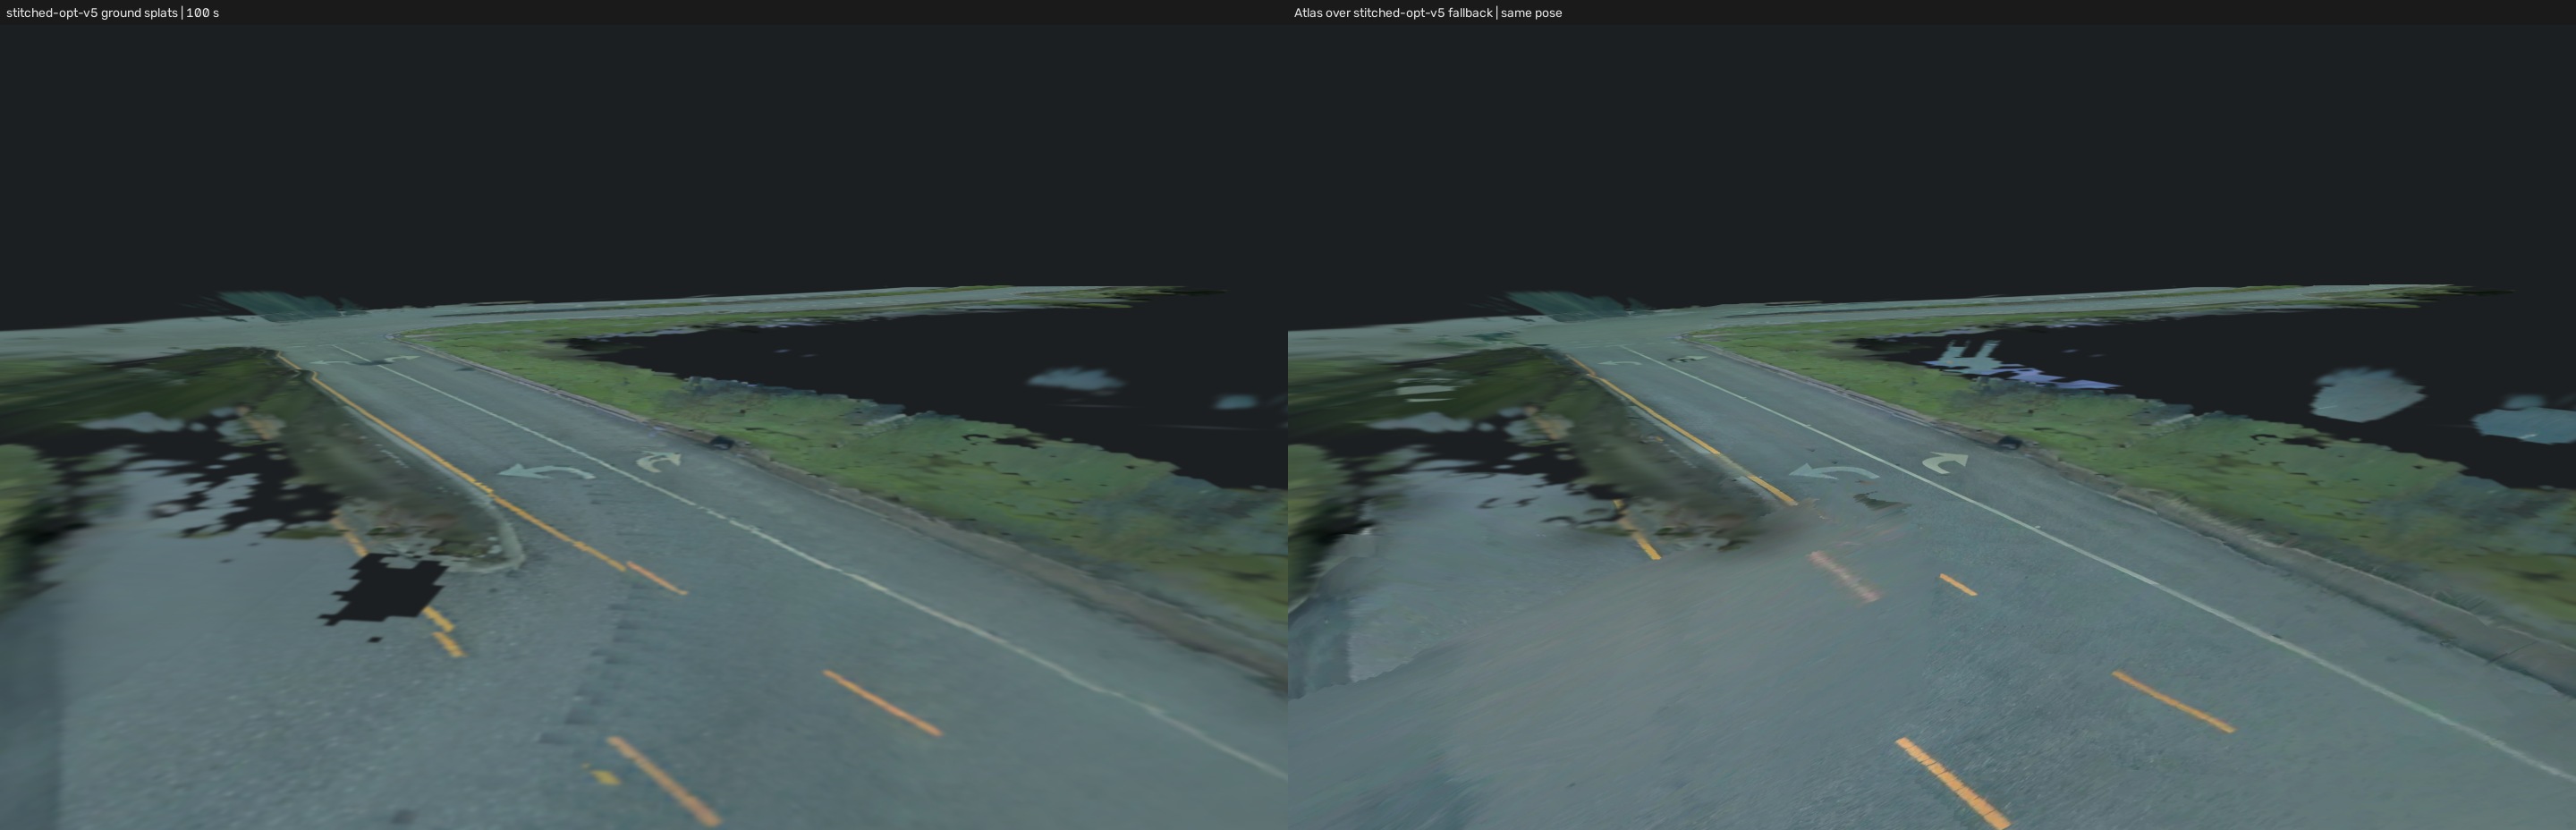 stitched-opt-v5 ground splats | 100 s
Atlas over stitched-opt-v5 fallback | same pose